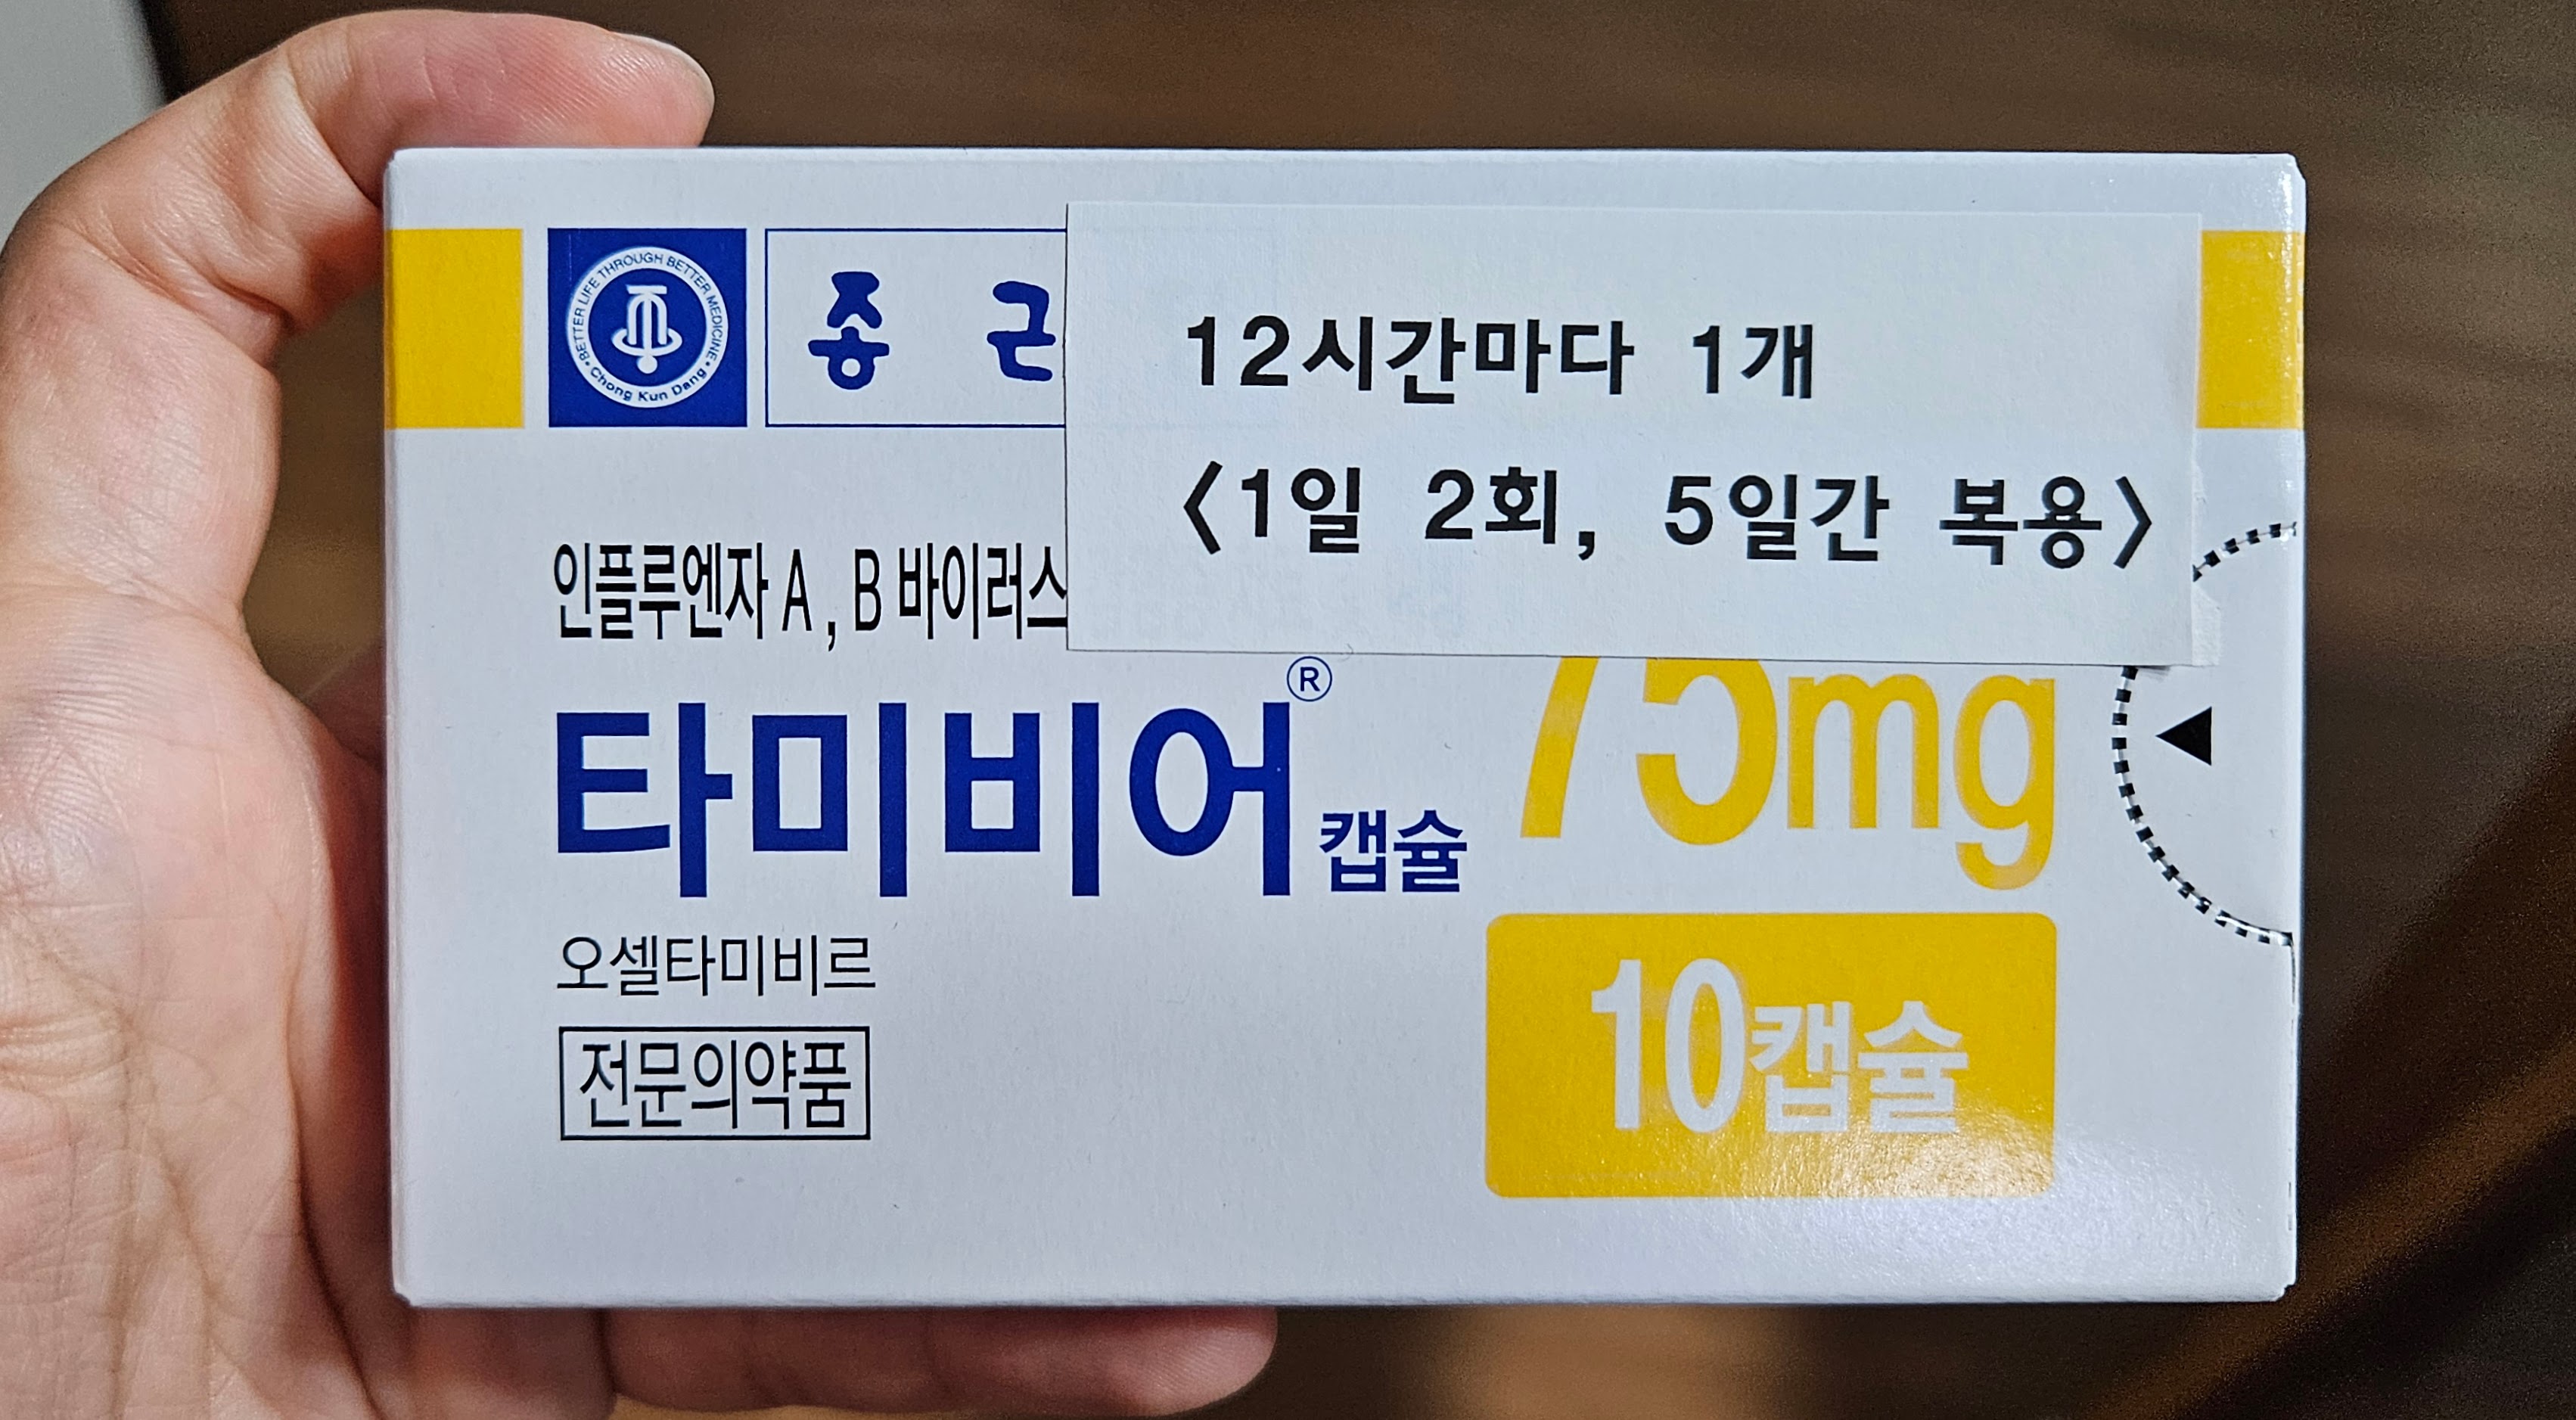 BETTER LIFE THROUGH BETTER MEDICINE
Chong Kun Dang
종 근
12시간마다 1개
<1일 2회, 5일간 복용>
인플루엔자 A, B 바이러스
타미비어® 캡슐 75mg
오셀타미비르
10캡슐
전문의약품